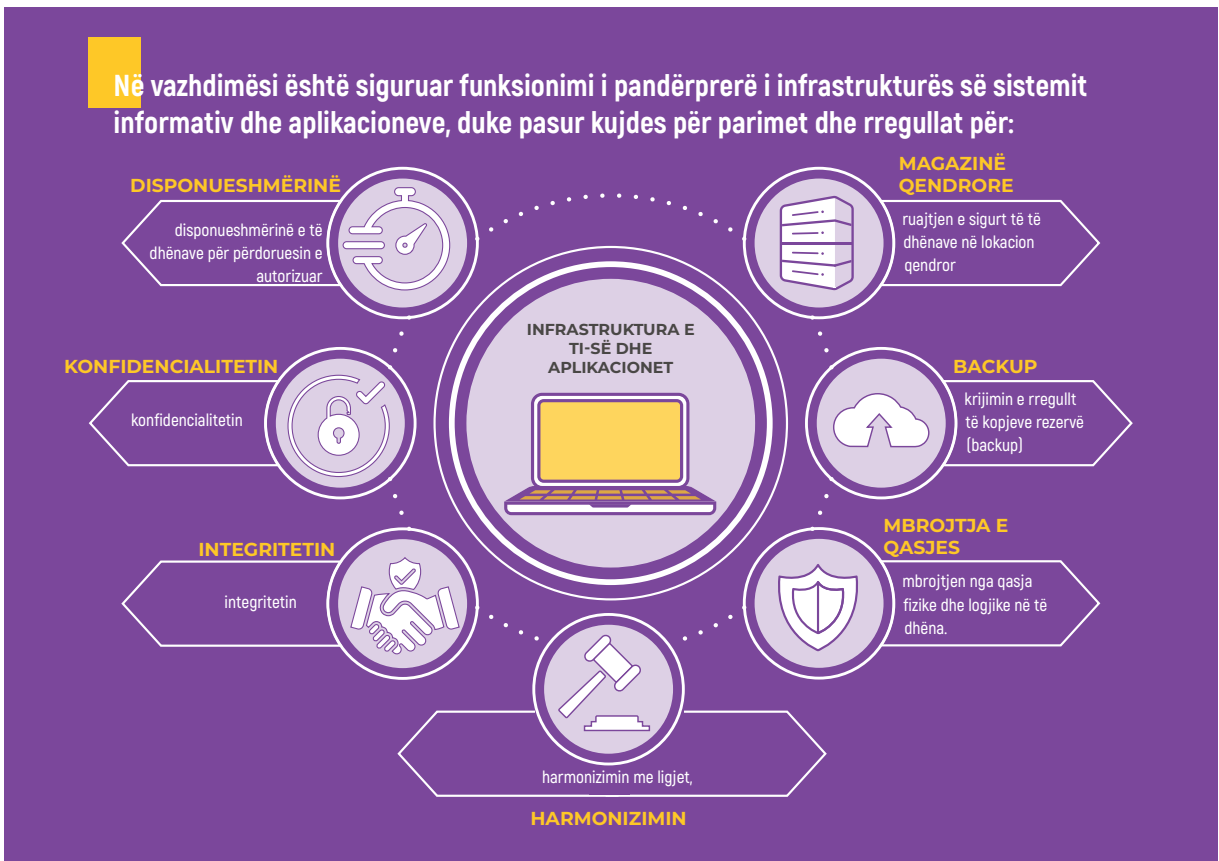 Në vazhdimësi është siguruar funksionimi i pandërprerë i infrastrukturës së sistemit
informativ dhe aplikacioneve, duke pasur kujdes për parimet dhe rregullat për:
DISPONUESHMËRINË
disponueshmërinë e të
dhënave për përdoruesin e
autorizuar
MAGAZINË
QENDRORE
ruajtjen e sigurt të të
dhënave në lokacion
qendror
INFRASTRUKTURA E
TI-SË DHE
APLIKACIONET
KONFIDENCIALITETIN
konfidencialitetin
BACKUP
krijimin e rregullt
të kopjeve rezervë
(backup)
INTEGRITETIN
integritetin
MBROJTJA E
QASJES
mbrojtjen nga qasja
fizike dhe logjike në të
dhëna.
harmonizimin me ligjet,
HARMONIZIMIN